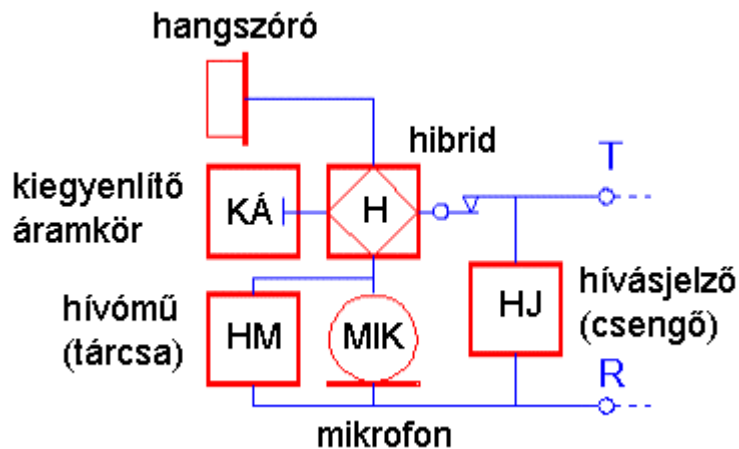 hangszóró
hibrid
T
kiegyenlítő
áramkör
KÁ
H
hívómű
(tárcsa)
HM
MIK
HJ
hívásjelző
(csengő)
R
mikrofon